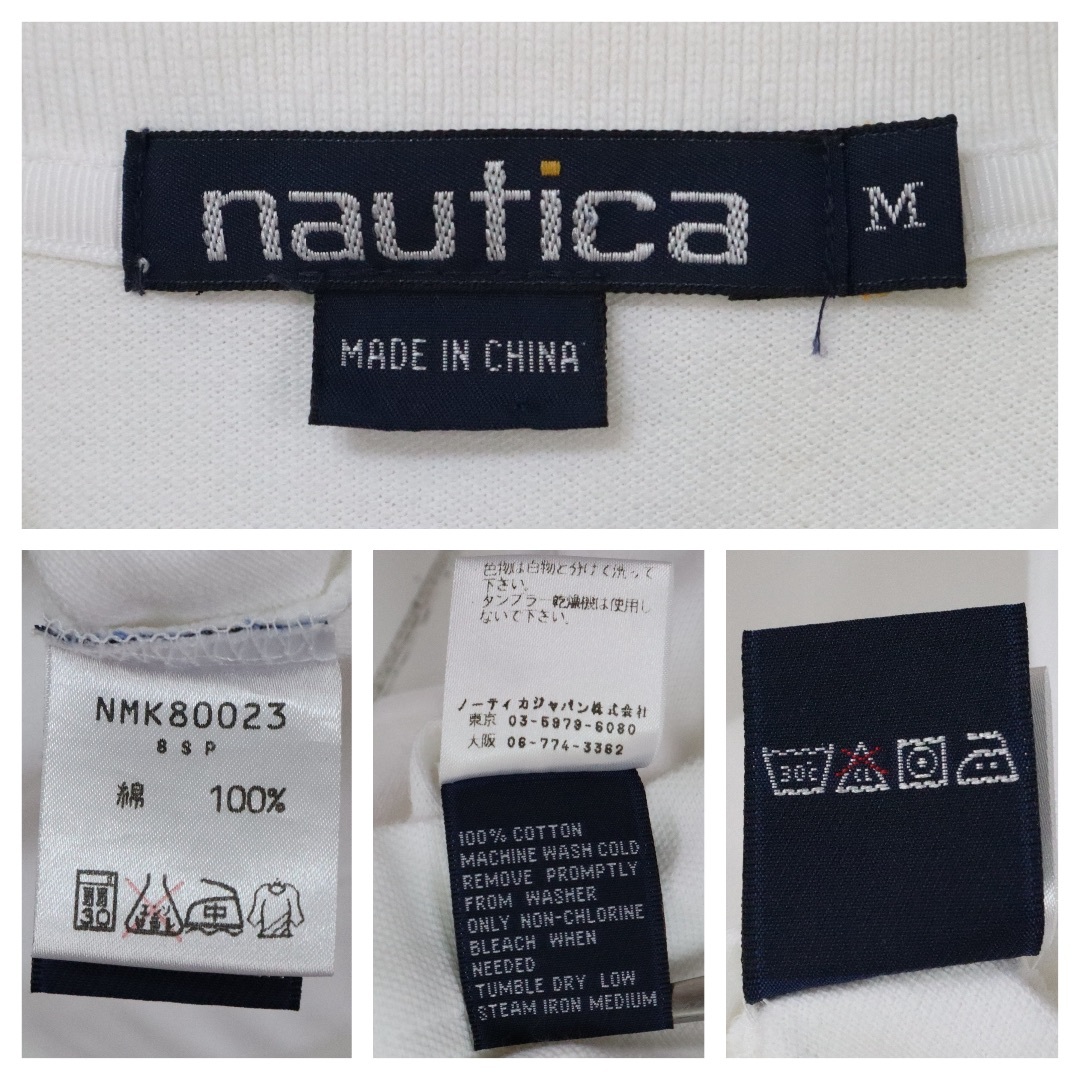 nautica M
MADE IN CHINA
NMK80023
8SP
綿 100%
30
中
色物は白物と分けて洗って
下さい。
タンブラー乾燥機は使用し
ないで下さい。
ノーティカジャパン株式会社
東京 03-5979-6080
大阪 06-774-3362
100% COTTON
MACHINE WASH COLD
REMOVE PROMPTLY
FROM WASHER
ONLY NON-CHLORINE
BLEACH WHEN
NEEDED
TUMBLE DRY LOW
STEAM IRON MEDIUM
30c CL